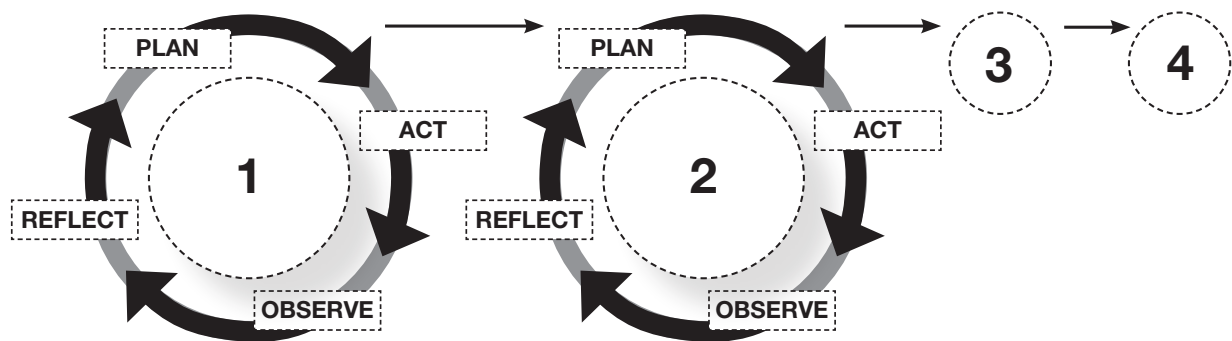 PLAN
ACT
1
REFLECT
OBSERVE
PLAN
ACT
2
REFLECT
OBSERVE
3
4